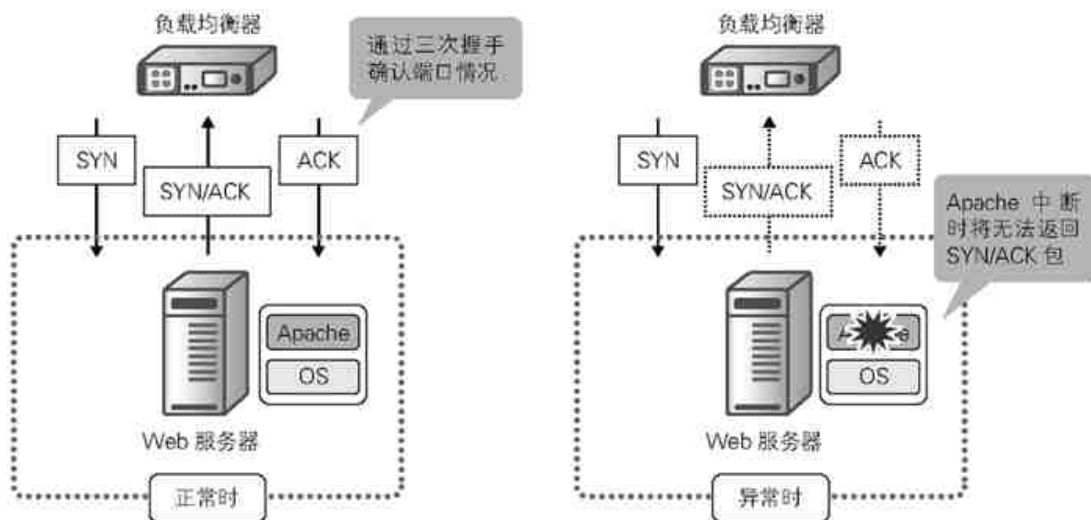 负载均衡器
通过三次握手
确认端口情况
SYN
SYN/ACK
ACK
Apache
OS
Web 服务器
正常时
负载均衡器
SYN
SYN/ACK
ACK
Apache 中断
时将无法返回
SYN/ACK 包
OS
Web 服务器
异常时